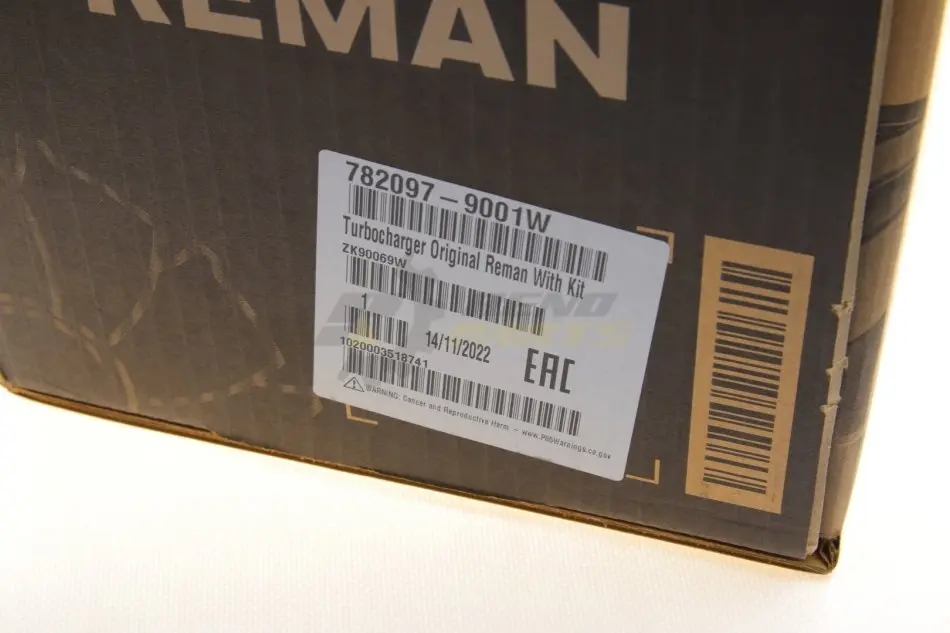 REMAN
782097-9001W
Turbocharger Original Reman With Kit
ZK90069W
1
14/11/2022
EAC
1020003518741
WARNING: Cancer and Reproductive Harm - www.P65Warnings.ca.gov